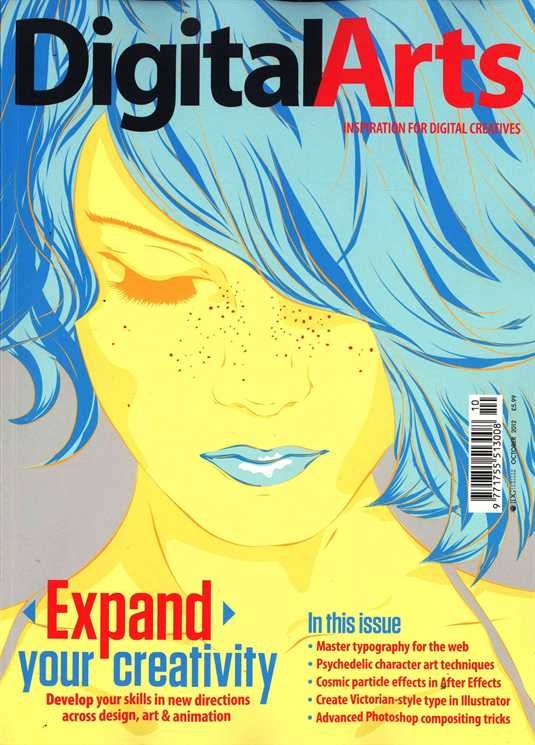 DigitalArts
INSPIRATION FOR DIGITAL CREATIVES
10
9 771755 513008
OCTOBER 2012 £5.99
Expand
your creativity
Develop your skills in new directions
across design, art & animation
In this issue
• Master typography for the web
• Psychedelic character art techniques
• Cosmic particle effects in After Effects
• Create Victorian-style type in Illustrator
• Advanced Photoshop compositing tricks